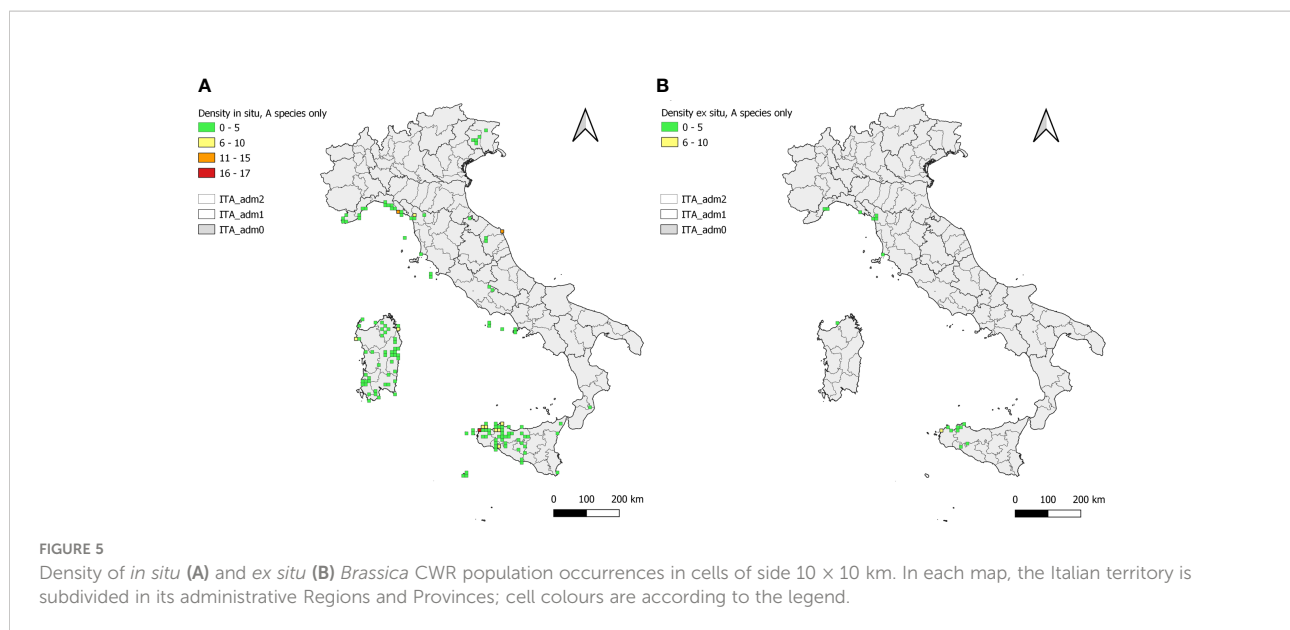 A
Density in situ, A species only
0 - 5
6 - 10
11 - 15
16 - 17
ITA_adm2
ITA_adm1
ITA_adm0
0 100 200 km
B
Density ex situ, A species only
0 - 5
6 - 10
ITA_adm2
ITA_adm1
ITA_adm0
0 100 200 km
FIGURE 5
Density of in situ (A) and ex situ (B) Brassica CWR population occurrences in cells of side 10 × 10 km. In each map, the Italian territory is
subdivided in its administrative Regions and Provinces; cell colours are according to the legend.